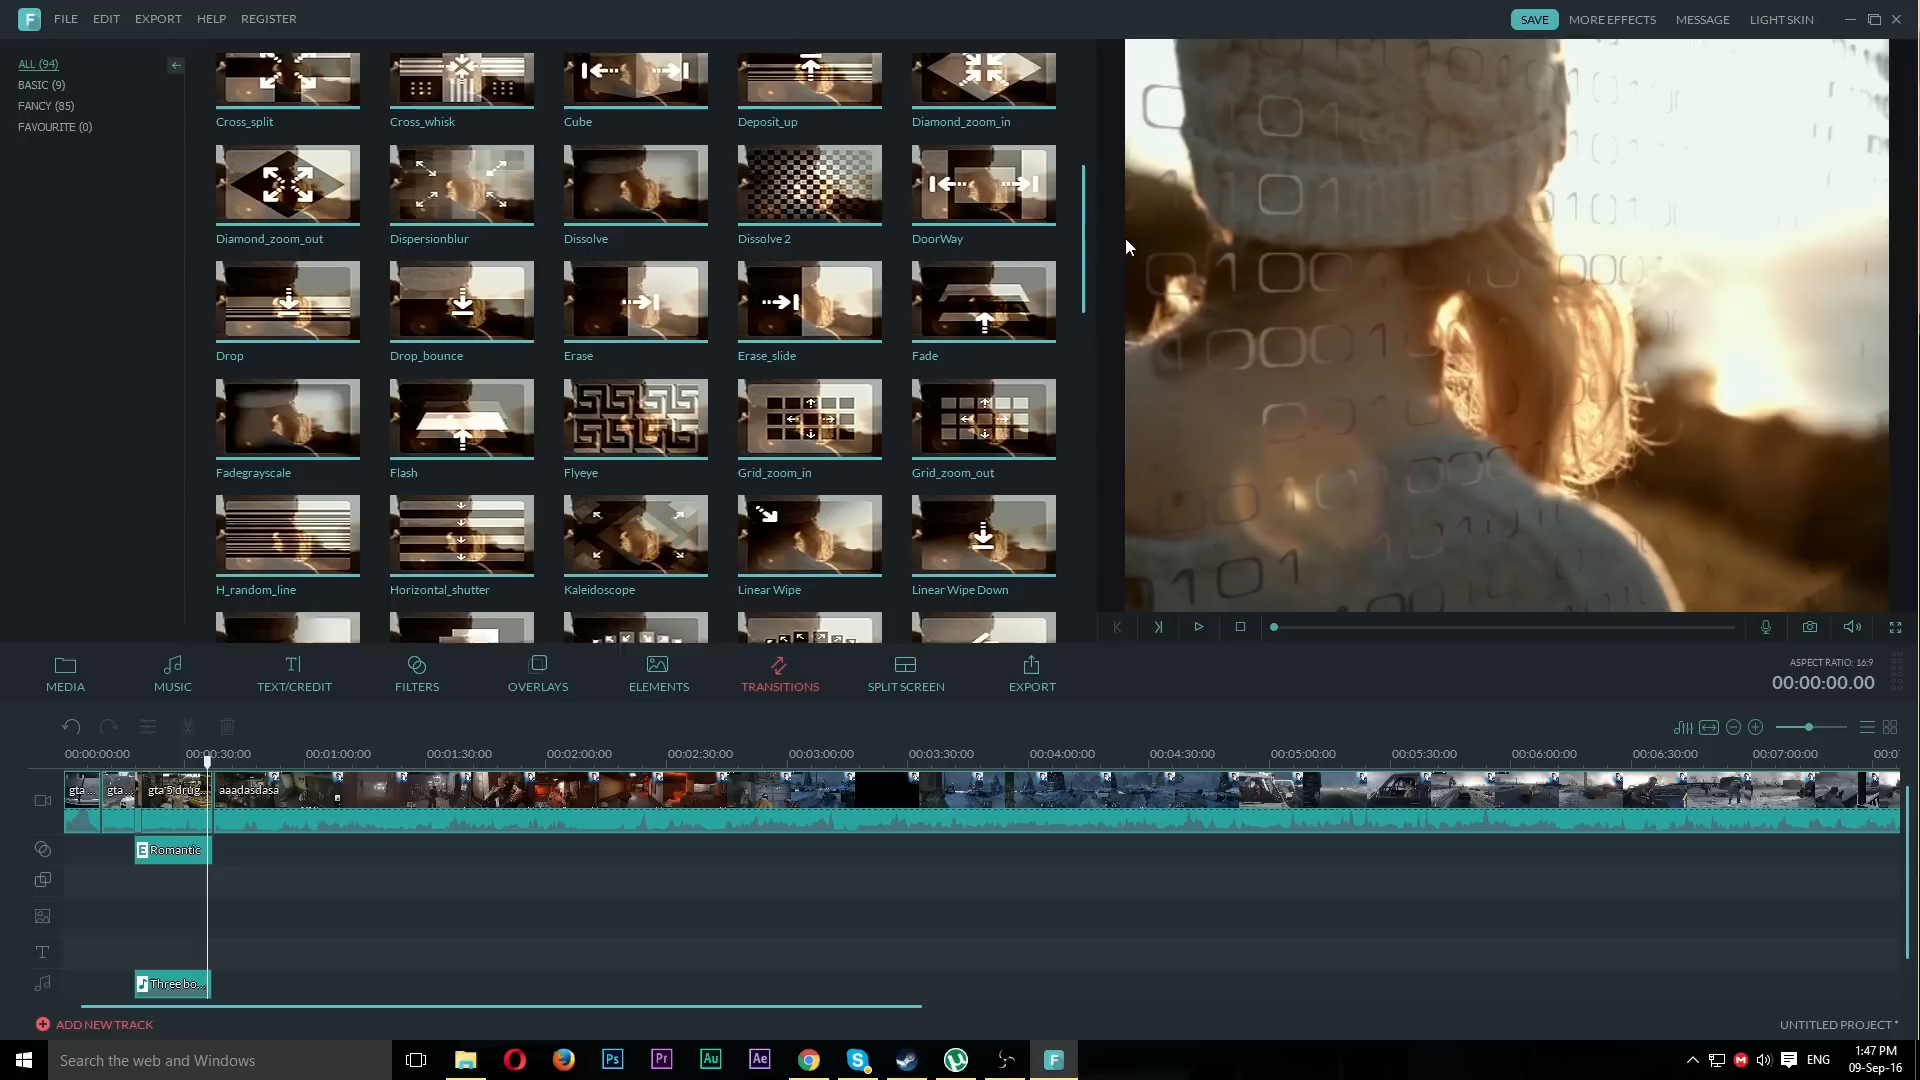 F FILE EDIT EXPORT HELP REGISTER SAVE MORE EFFECTS MESSAGE LIGHT SKIN
ALL (94)
BASIC (9)
FANCY (85)
FAVOURITE (0)
Cross_split Cross_whisk Cube Deposit_up Diamond_zoom_in
Diamond_zoom_out Dispersionblur Dissolve Dissolve 2 DoorWay
Drop Drop_bounce Erase Erase_slide Fade
Fadegrayscale Flash Flyeye Grid_zoom_in Grid_zoom_out
H_random_line Horizontal_shutter Kaleidoscope Linear Wipe Linear Wipe Down
MEDIA MUSIC TEXT/CREDIT FILTERS OVERLAYS ELEMENTS TRANSITIONS SPLIT SCREEN EXPORT
ASPECT RATIO: 16:9
00:00:00.00
00:00:00:00 00:00:30:00 00:01:00:00 00:01:30:00 00:02:00:00 00:02:30:00 00:03:00:00 00:03:30:00 00:04:00:00 00:04:30:00 00:05:00:00 00:05:30:00 00:06:00:00 00:06:30:00 00:07:00:00 00:0
gta ... gta ... gta 5 drug... aaadasdasa
E Romantic
T
Three bo...
ADD NEW TRACK UNTITLED PROJECT *
Search the web and Windows Ps Pr Au Ae F ENG
1:47 PM
09-Sep-16